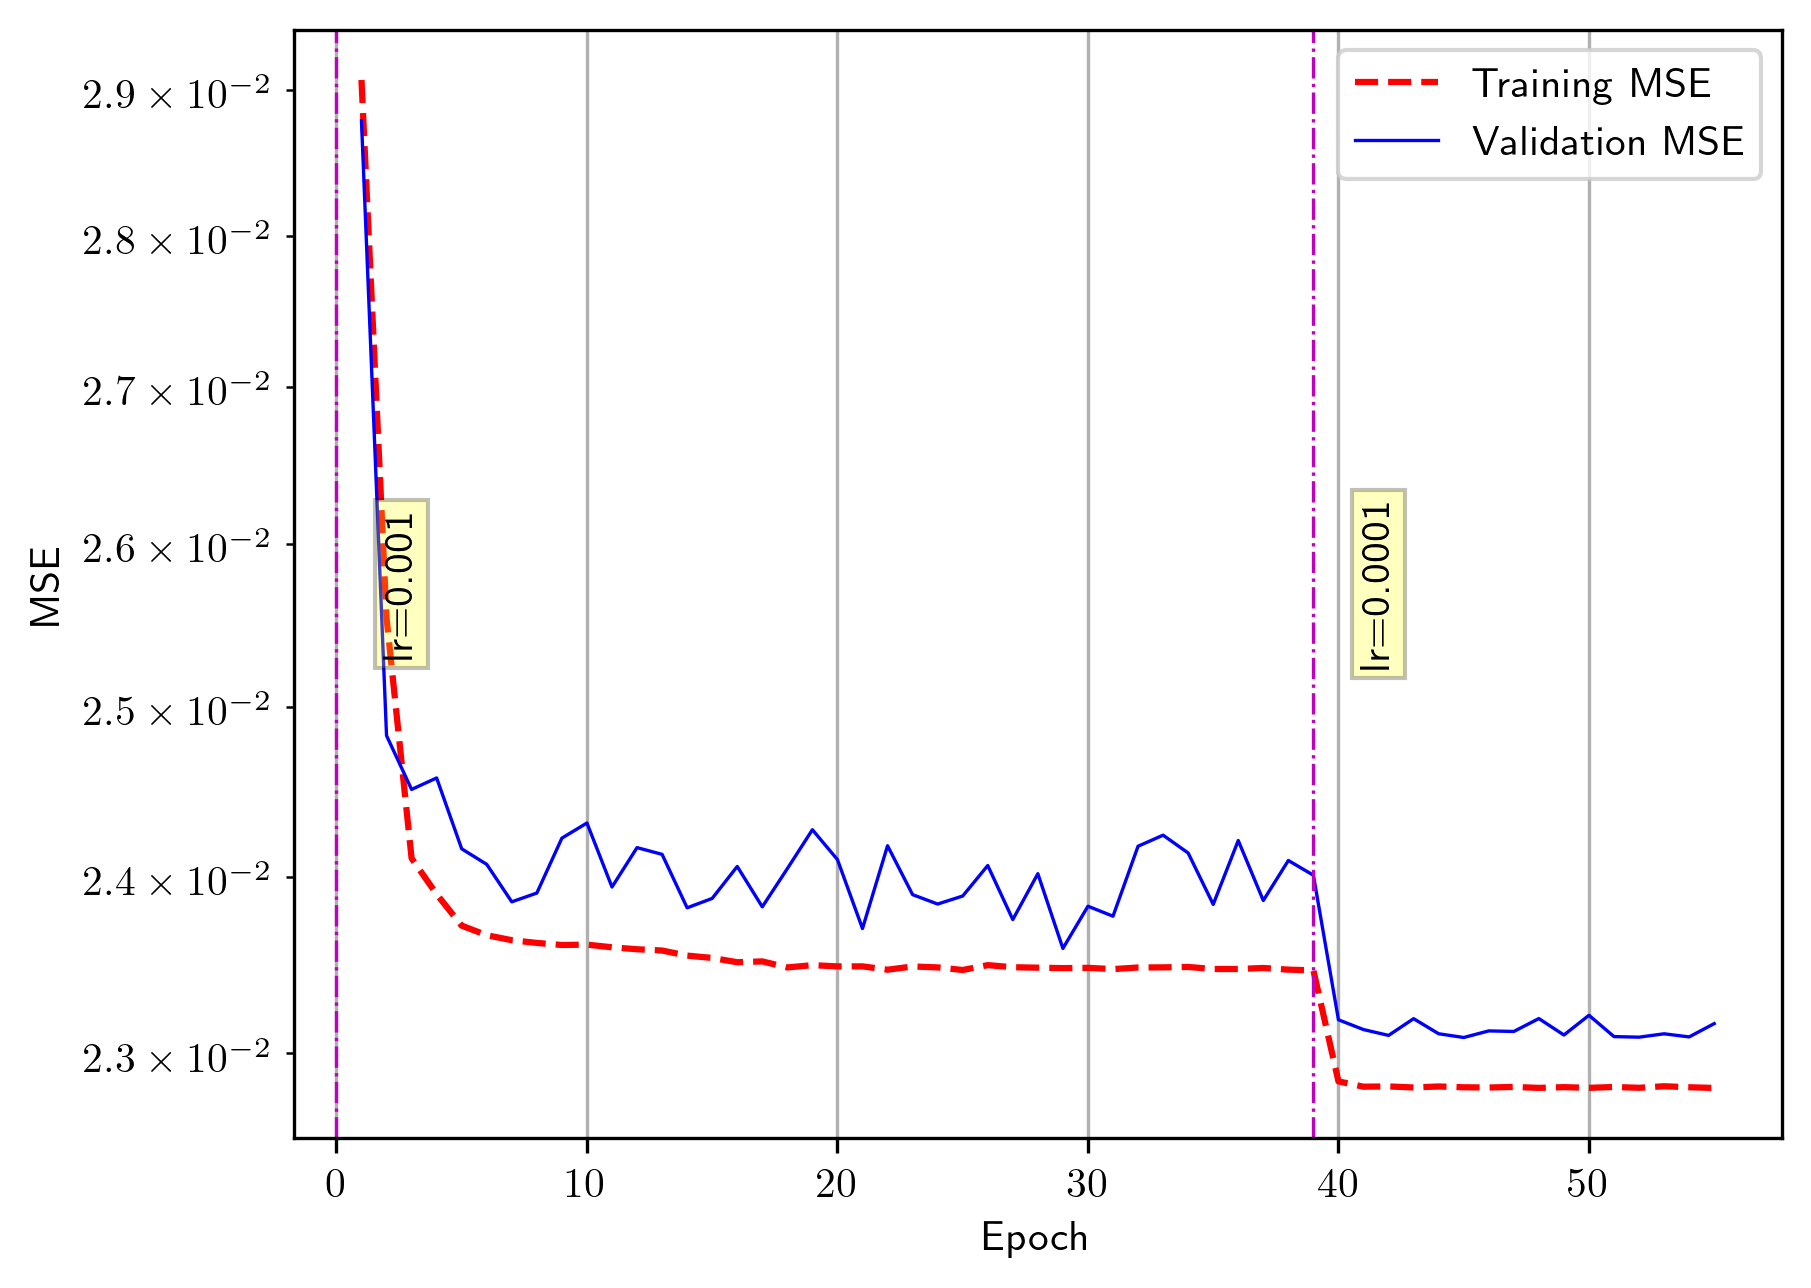 Training MSE
Validation MSE
2.9 × 10⁻²
2.8 × 10⁻²
2.7 × 10⁻²
2.6 × 10⁻²
2.5 × 10⁻²
2.4 × 10⁻²
2.3 × 10⁻²
MSE
lr=0.001
lr=0.0001
0 10 20 30 40 50
Epoch